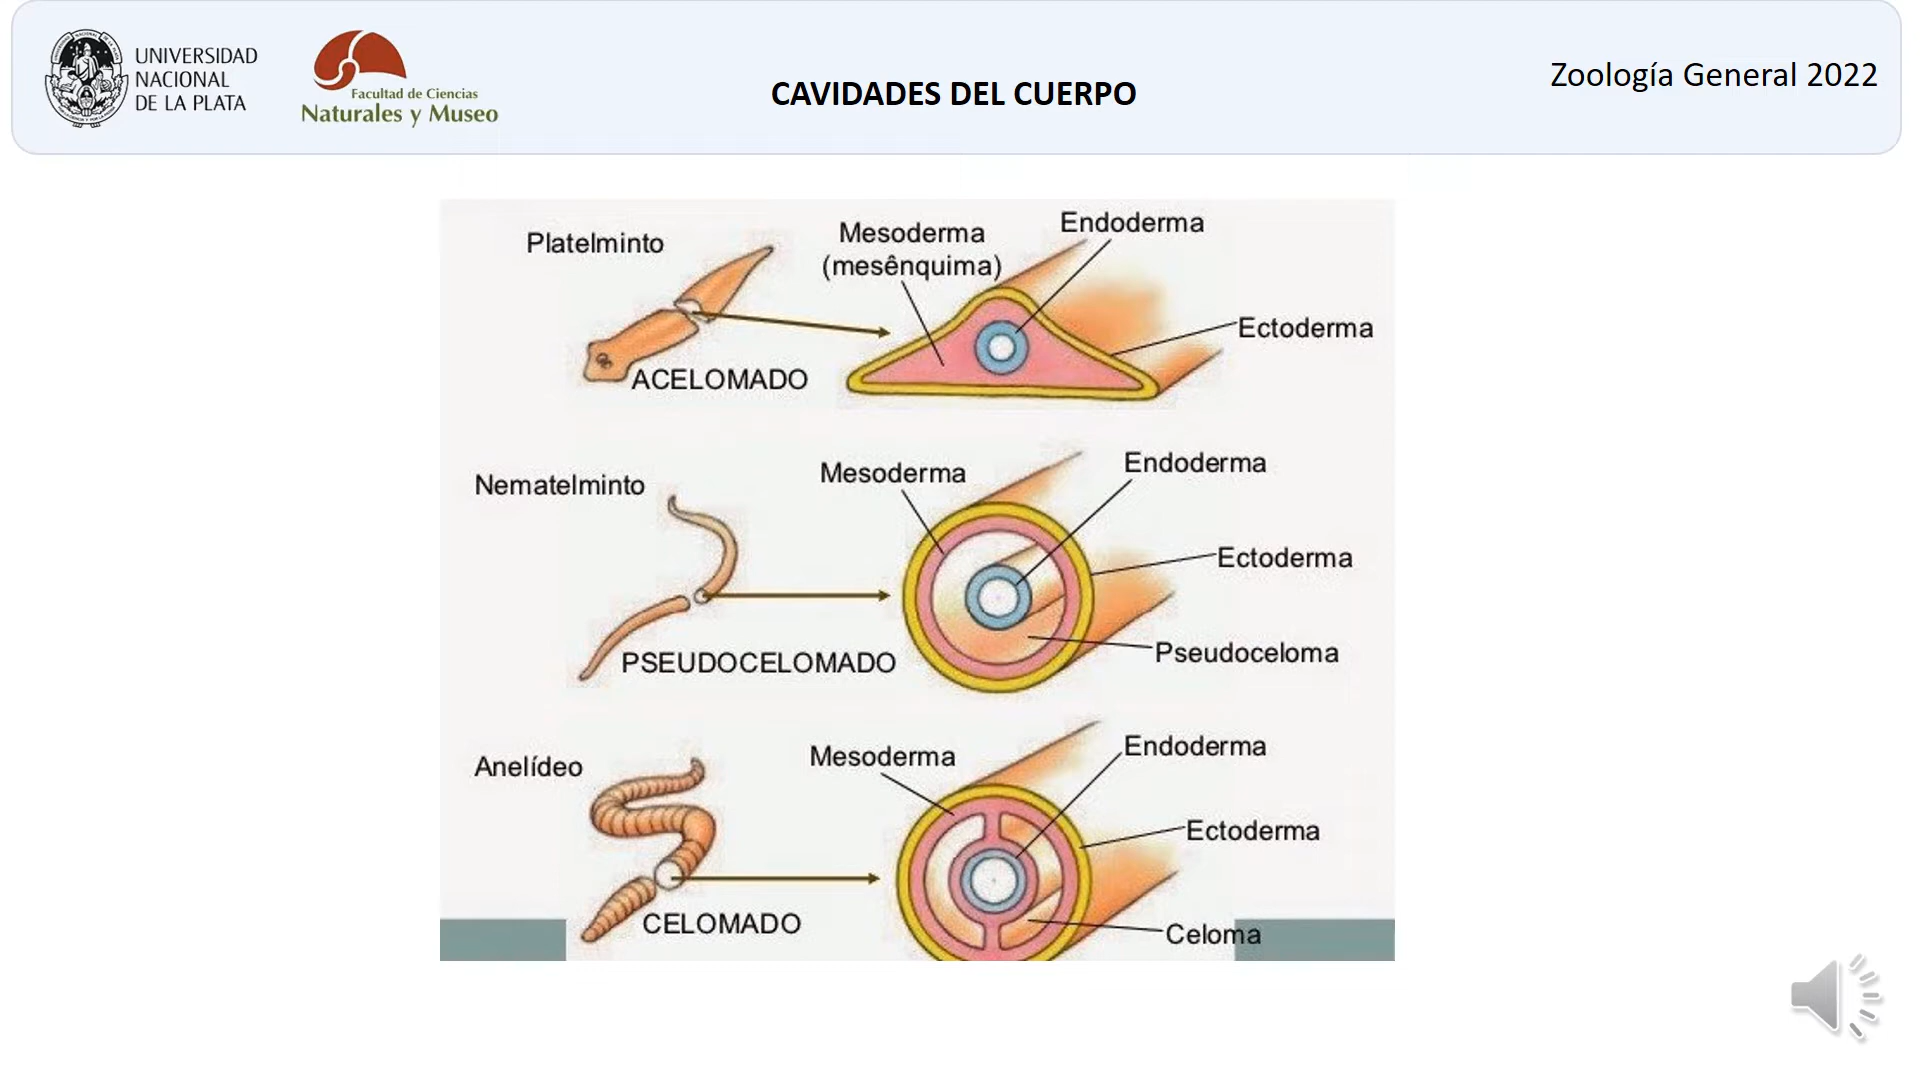 UNIVERSIDAD
NACIONAL
DE LA PLATA
Facultad de Ciencias
Naturales y Museo
CAVIDADES DEL CUERPO
Zoología General 2022
Platelminto
Mesoderma
(mesênquima)
Endoderma
Ectoderma
ACELOMADO
Nematelminto
Mesoderma
Endoderma
Ectoderma
Pseudoceloma
PSEUDOCELOMADO
Anelídeo
Mesoderma
Endoderma
Ectoderma
Celoma
CELOMADO